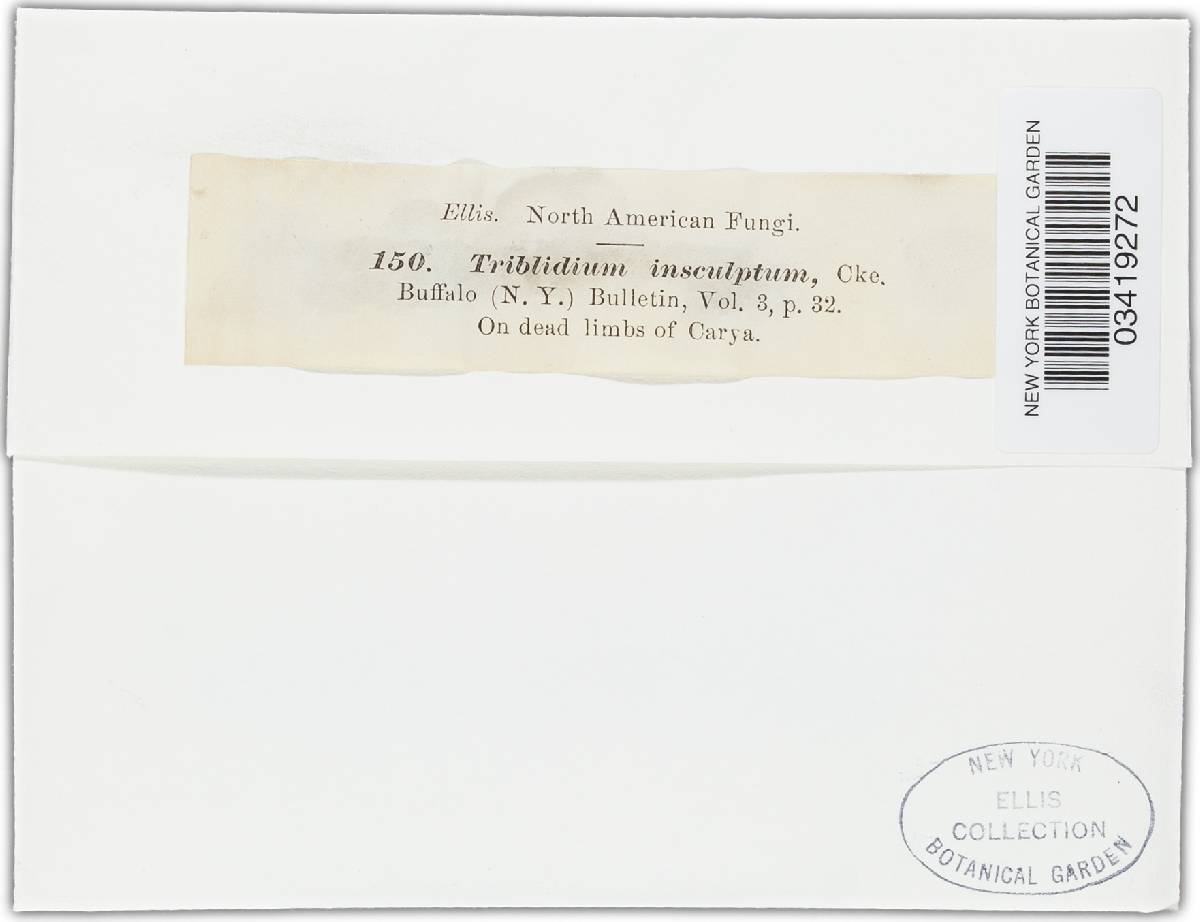 Ellis. North American Fungi.
150. Triblidium insculptum, Cke.
Buffalo (N. Y.) Bulletin, Vol. 3, p. 32.
On dead limbs of Carya.
NEW YORK BOTANICAL GARDEN
03419272
NEW YORK
ELLIS
COLLECTION
BOTANICAL GARDEN